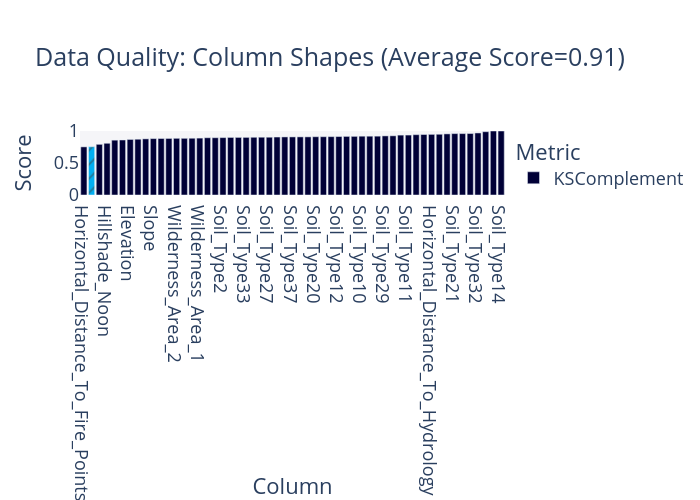 Data Quality: Column Shapes (Average Score=0.91)
Score
1
0.5
0
Metric
KSComplement
Horizontal_Distance_To_Fire_Points
Hillshade_Noon
Elevation
Slope
Wilderness_Area_2
Wilderness_Area_1
Soil_Type2
Soil_Type33
Soil_Type27
Soil_Type37
Soil_Type20
Soil_Type12
Soil_Type10
Soil_Type29
Soil_Type11
Horizontal_Distance_To_Hydrology
Soil_Type21
Soil_Type32
Soil_Type14
Column